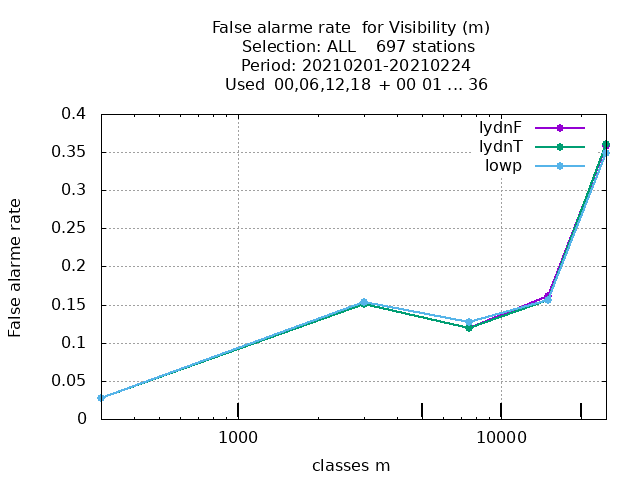 False alarme rate  for Visibility (m)
Selection: ALL    697 stations
Period: 20210201-20210224
Used  00,06,12,18 + 00 01 ... 36
0.4
0.35
0.3
0.25
0.2
0.15
0.1
0.05
0
False alarme rate
lydnF
lydnT
lowp
1000
10000
classes m